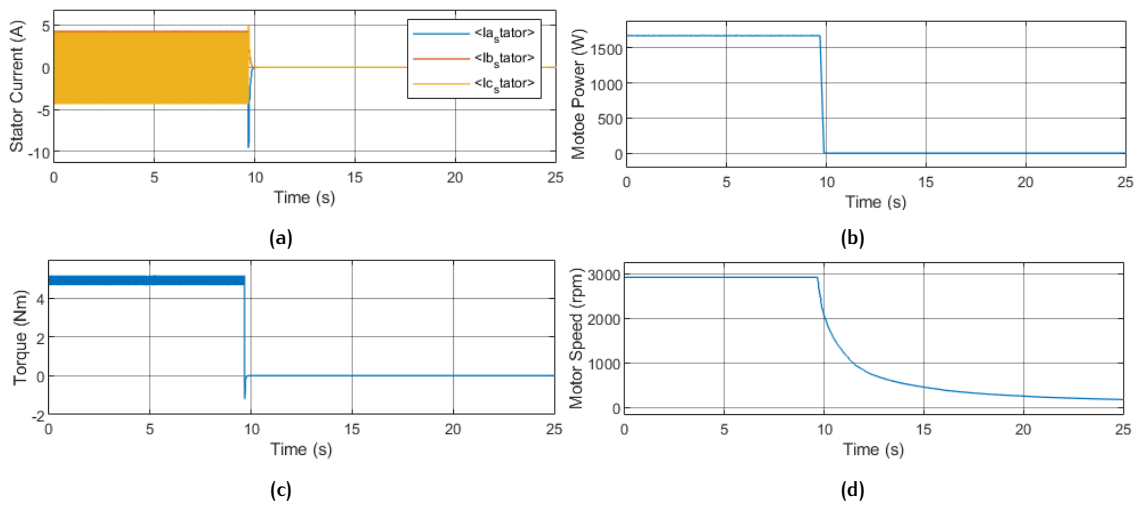 Stator Current (A)
5
0
-5
-10
<Ia_stator>
<Ib_stator>
<Ic_stator>
0 5 10 15 20 25
Time (s)
(a)
Motoe Power (W)
1500
1000
500
0
0 5 10 15 20 25
Time (s)
(b)
Torque (Nm)
4
2
0
-2
0 5 10 15 20 25
Time (s)
(c)
Motor Speed (rpm)
3000
2000
1000
0
0 5 10 15 20 25
Time (s)
(d)